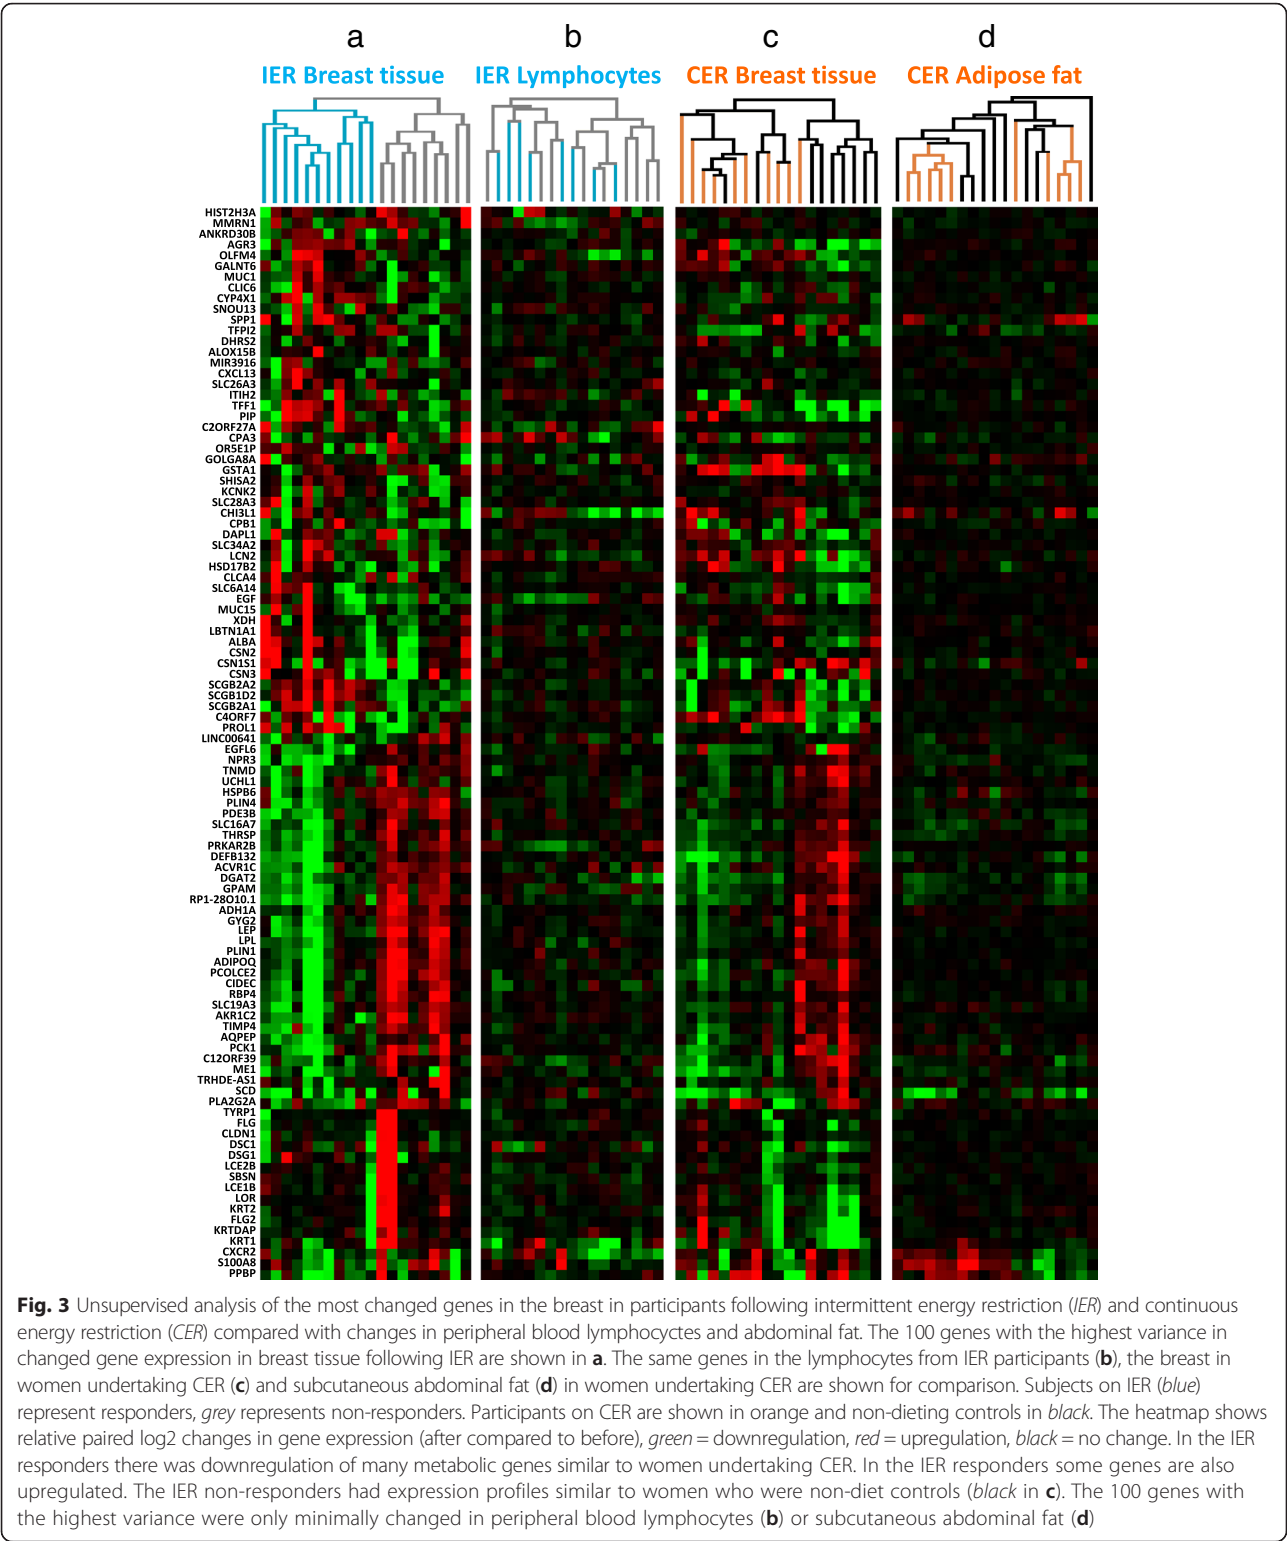 a b c d
IER Breast tissue IER Lymphocytes CER Breast tissue CER Adipose fat
HIST2H3A
MMRN1
ANKRD30B
AGR3
OLFM4
GALNT6
MUC1
CLIC6
CYP4X1
SNOU13
SPP1
TFPI2
DHRS2
ALOX15B
MIR3916
CXCL13
SLC26A3
ITIH2
TFF1
PIP
C2ORF27A
CPA3
OR5E1P
GOLGA8A
GSTA1
SHISA2
KCNK2
SLC28A3
CHI3L1
CPB1
DAPL1
SLC34A2
LCN2
HSD17B2
CLCA4
SLC6A14
EGF
MUC15
XDH
LBTN1A1
ALBA
CSN2
CSN1S1
CSN3
SCGB2A2
SCGB1D2
SCGB2A1
C4ORF7
PROL1
LINC00641
EGFL6
NPR3
TNMD
UCHL1
HSPB6
PLIN4
PDE3B
SLC16A7
THRSP
PRKAR2B
DEFB132
ACVR1C
DGAT2
GPAM
RP1-28O10.1
ADH1A
GYG2
LEP
LPL
PLIN1
ADIPOQ
PCOLCE2
CIDEC
RBP4
SLC19A3
AKR1C2
TIMP4
AQPEP
PCK1
C12ORF39
ME1
TRHDE-AS1
SCD
PLA2G2A
TYRP1
FLG
CLDN1
DSC1
DSG1
LCE2B
SBSN
LCE1B
LOR
KRT2
FLG2
KRTDAP
KRT1
CXCR2
S100A8
PPBP
Fig. 3 Unsupervised analysis of the most changed genes in the breast in participants following intermittent energy restriction (IER) and continuous
energy restriction (CER) compared with changes in peripheral blood lymphocyctes and abdominal fat. The 100 genes with the highest variance in
changed gene expression in breast tissue following IER are shown in a. The same genes in the lymphocytes from IER participants (b), the breast in
women undertaking CER (c) and subcutaneous abdominal fat (d) in women undertaking CER are shown for comparison. Subjects on IER (blue)
represent responders, grey represents non-responders. Participants on CER are shown in orange and non-dieting controls in black. The heatmap shows
relative paired log2 changes in gene expression (after compared to before), green = downregulation, red = upregulation, black = no change. In the IER
responders there was downregulation of many metabolic genes similar to women undertaking CER. In the IER responders some genes are also
upregulated. The IER non-responders had expression profiles similar to women who were non-diet controls (black in c). The 100 genes with
the highest variance were only minimally changed in peripheral blood lymphocytes (b) or subcutaneous abdominal fat (d)